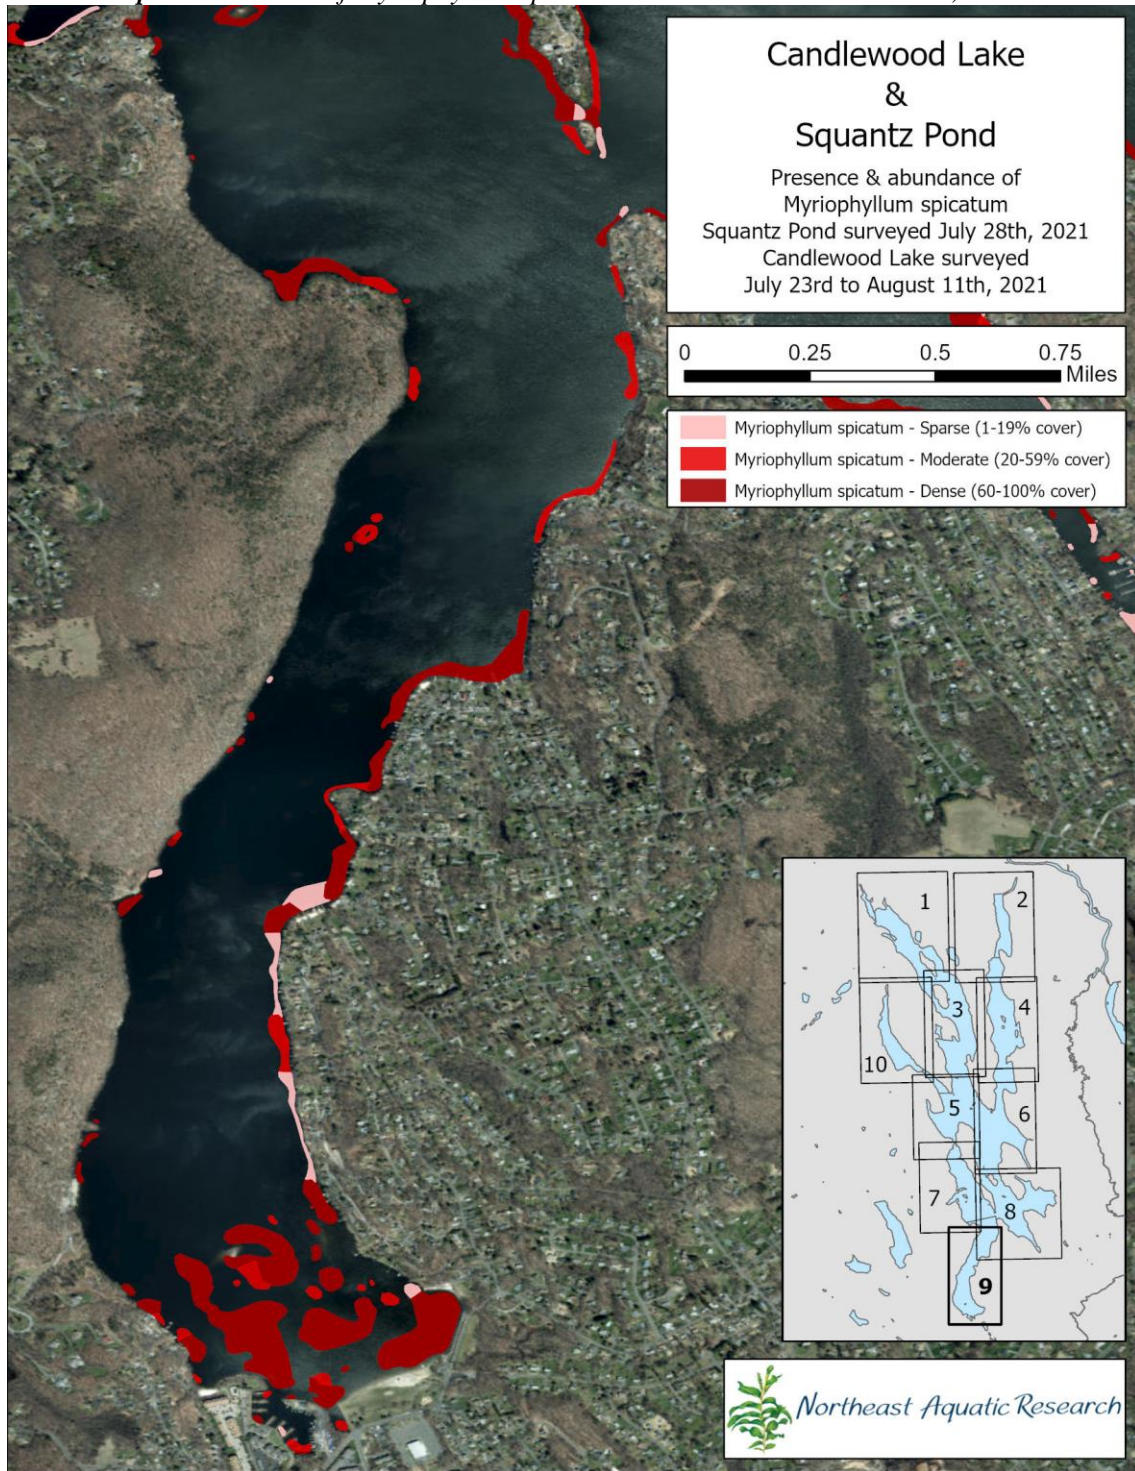 Candlewood Lake
&
Squantz Pond
Presence & abundance of
Myriophyllum spicatum
Squantz Pond surveyed July 28th, 2021
Candlewood Lake surveyed
July 23rd to August 11th, 2021
0 0.25 0.5 0.75
Miles
Myriophyllum spicatum - Sparse (1-19% cover)
Myriophyllum spicatum - Moderate (20-59% cover)
Myriophyllum spicatum - Dense (60-100% cover)
1 2
3 4
10
5 6
7 8
9
Northeast Aquatic Research